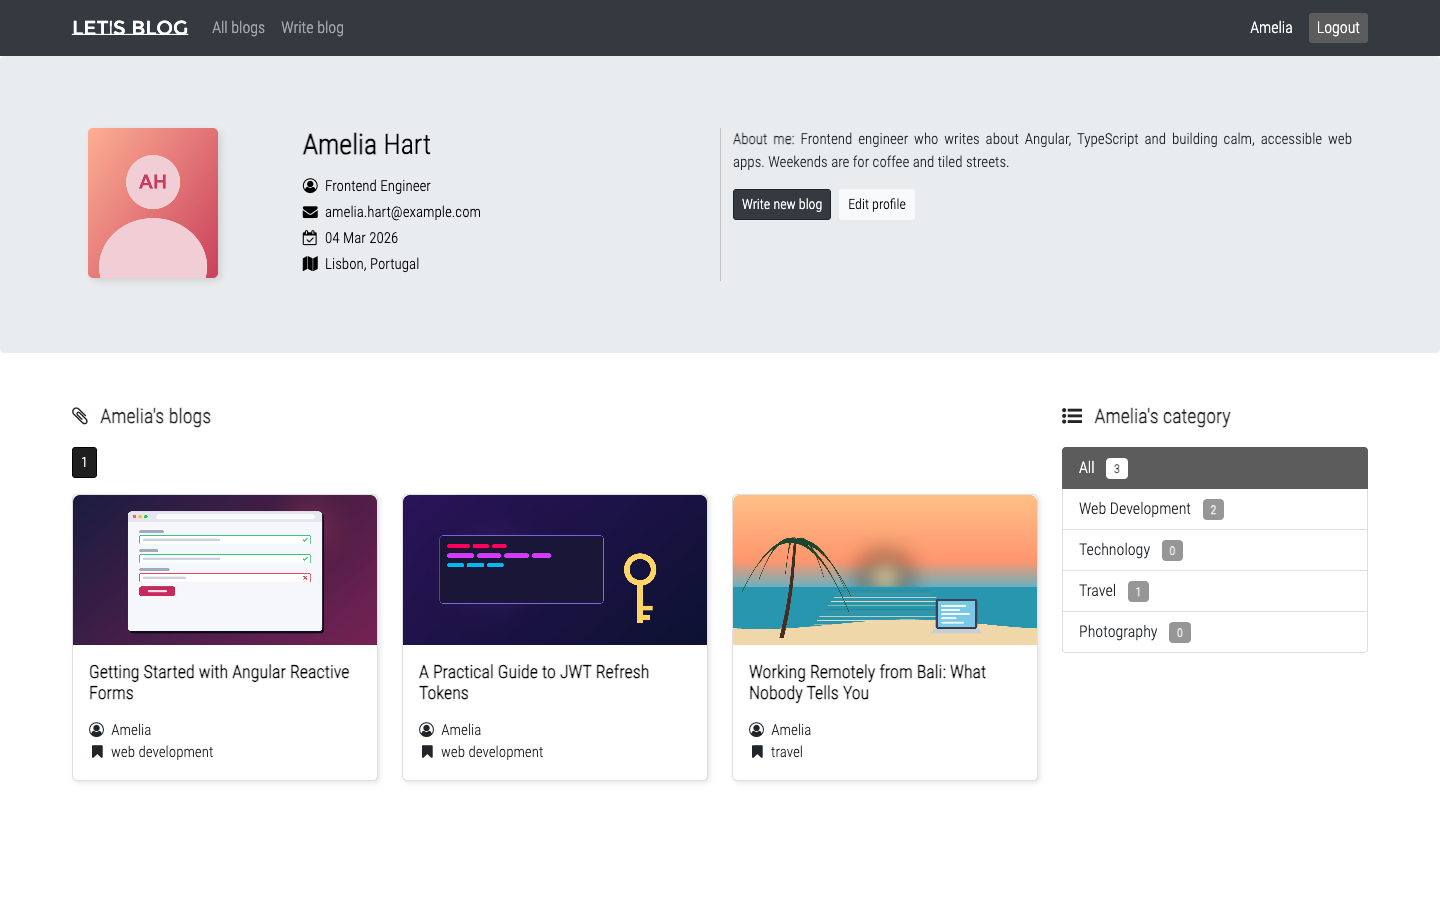 LET'S BLOG All blogs Write blog Amelia Logout
AH
Amelia Hart
Frontend Engineer
amelia.hart@example.com
04 Mar 2026
Lisbon, Portugal
About me: Frontend engineer who writes about Angular, TypeScript and building calm, accessible web
apps. Weekends are for coffee and tiled streets.
Write new blog Edit profile
Amelia's blogs
1
Getting Started with Angular Reactive
Forms
Amelia
web development
A Practical Guide to JWT Refresh
Tokens
Amelia
web development
Working Remotely from Bali: What
Nobody Tells You
Amelia
travel
Amelia's category
All 3
Web Development 2
Technology 0
Travel 1
Photography 0